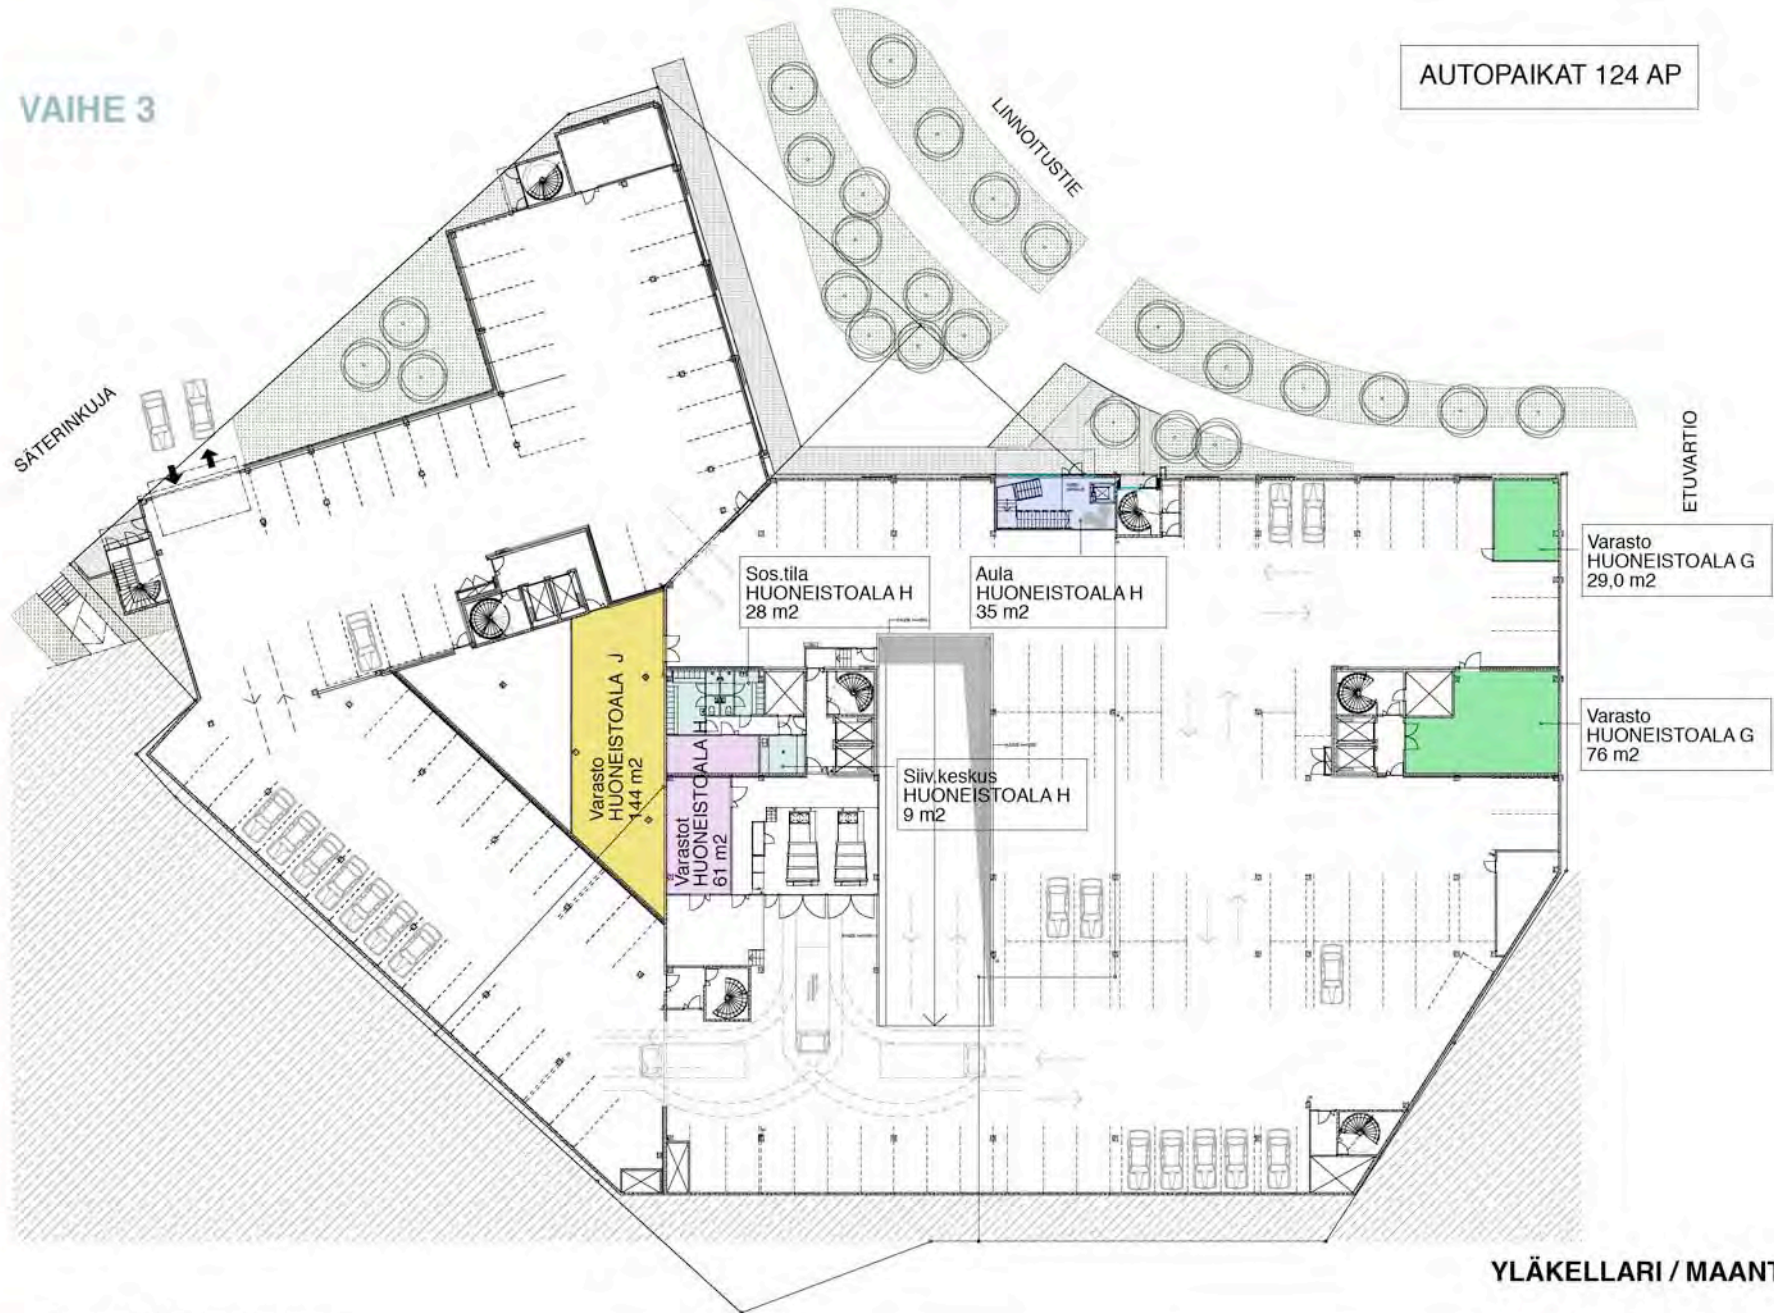 VAIHE 3
AUTOPAIKAT 124 AP
LINNOITUSTIE
SÄTERINKUJA
ETUVARTIO
Varasto
HUONEISTOALA G
29,0 m2
Sos.tila
HUONEISTOALA H
28 m2
Aula
HUONEISTOALA H
35 m2
Varasto
HUONEISTOALA J
144 m2
Varastot
HUONEISTOALA H
61 m2
Varasto
HUONEISTOALA G
76 m2
Siiv.keskus
HUONEISTOALA H
9 m2
YLÄKELLARI / MAANT